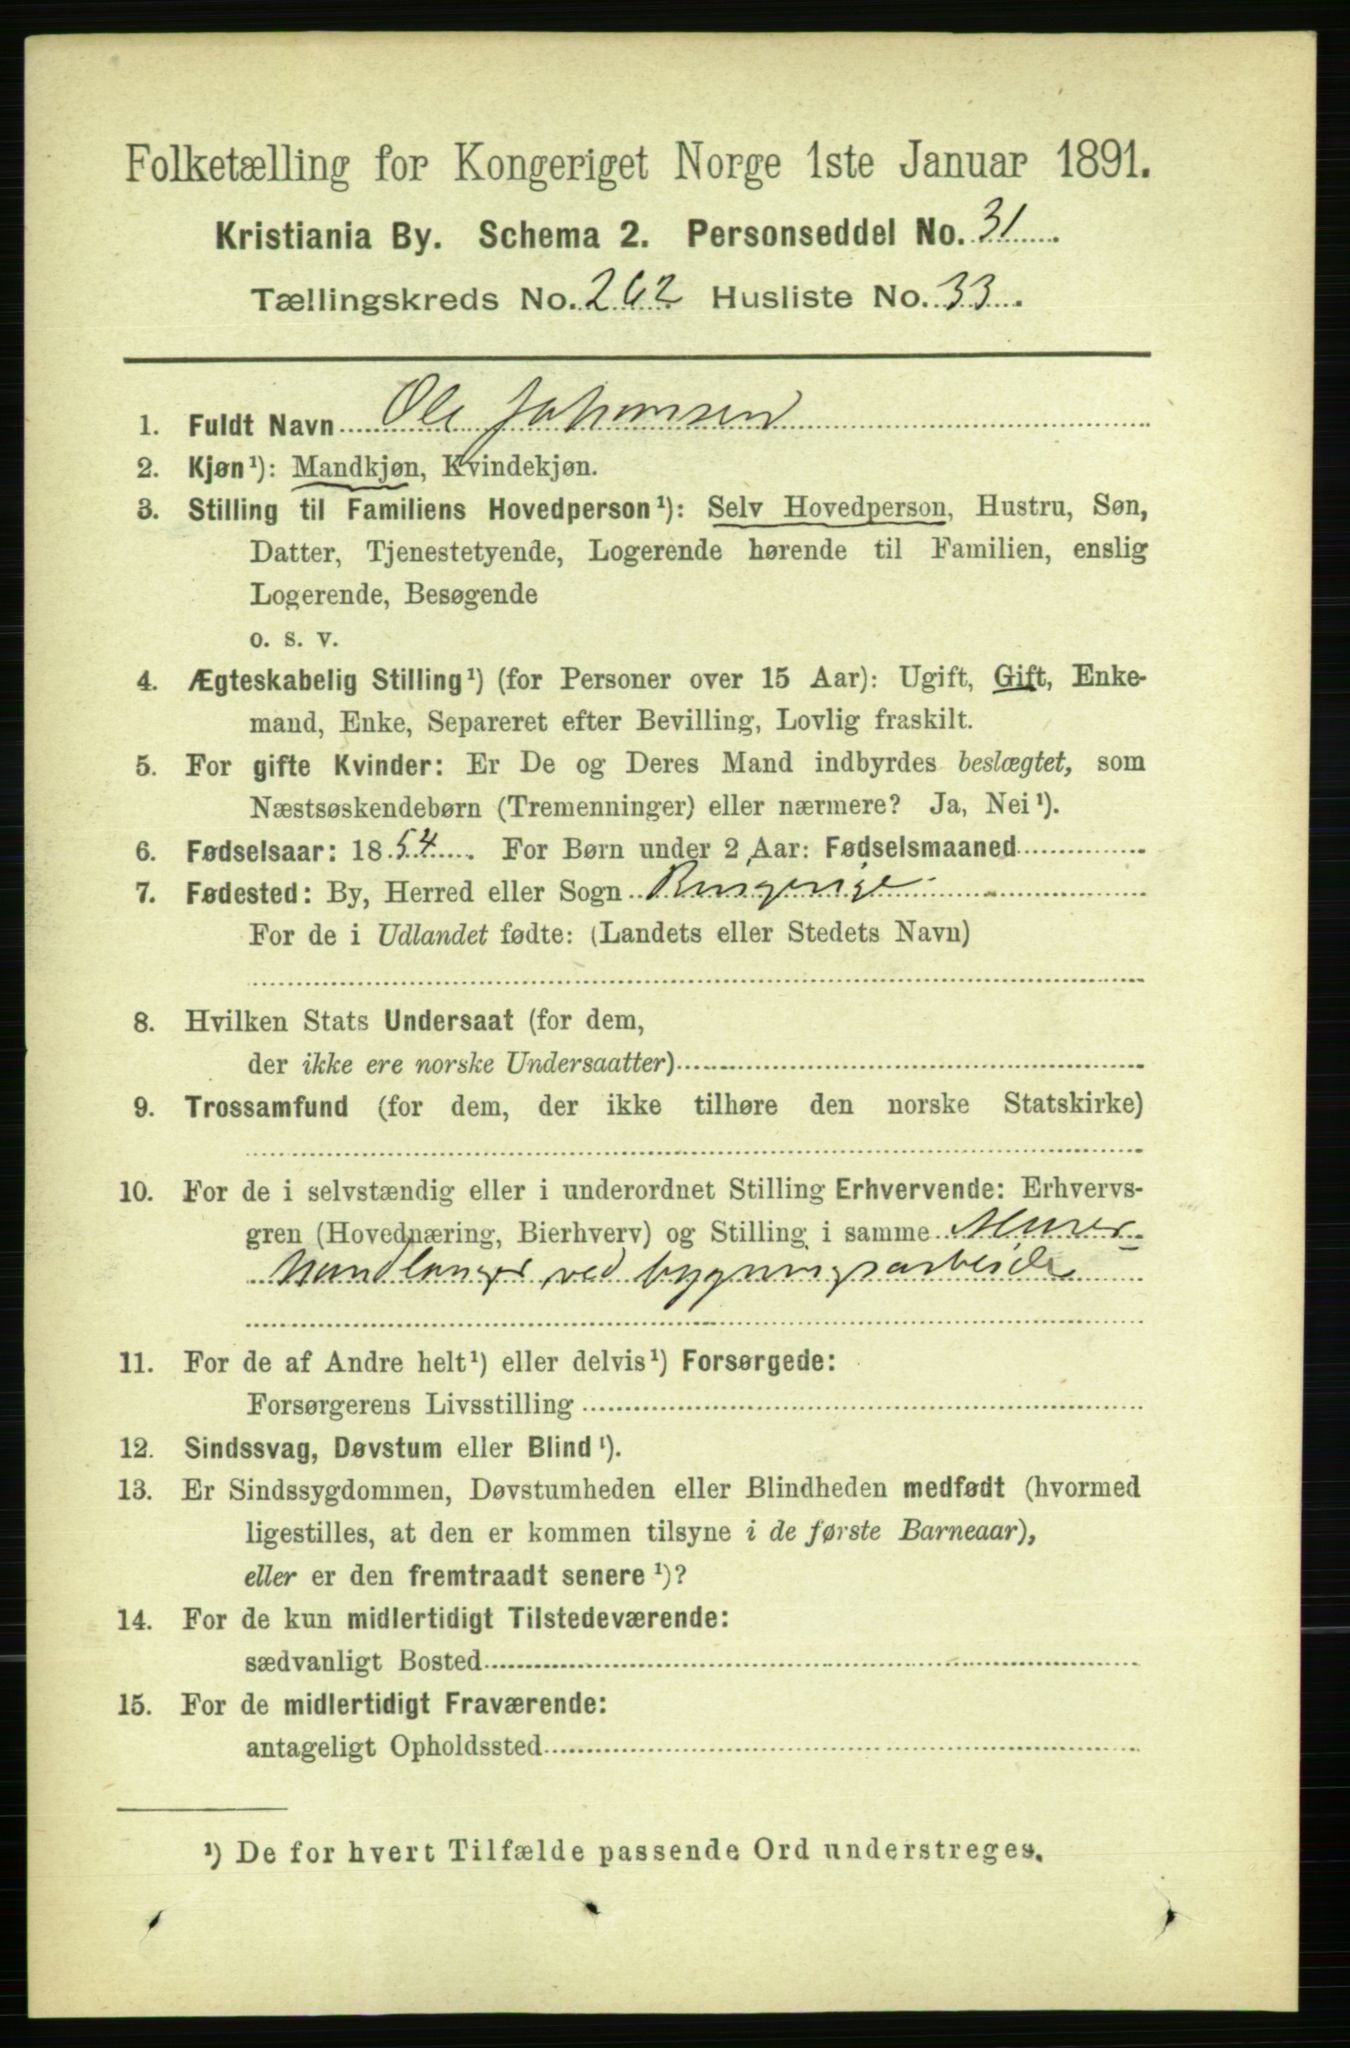 Folketælling for Kongeriget Norge 1ste Januar 1891.
Kristiania By. Schema 2. Personseddel No. 31
Tællingskreds No. 262 Husliste No. 33.
1. Fuldt Navn Ole Johansen
2. Kjøn¹): Mandkjøn, Kvindekjøn.
3. Stilling til Familiens Hovedperson¹): Selv Hovedperson, Hustru, Søn,
Datter, Tjenestetyende, Logerende hørende til Familien, enslig
Logerende, Besøgende
o. s. v.
4. Ægteskabelig Stilling¹) (for Personer over 15 Aar): Ugift, Gift, Enke-
mand, Enke, Separeret efter Bevilling, Lovlig fraskilt.
5. For gifte Kvinder: Er De og Deres Mand indbyrdes beslægtet, som
Næstsøskendebørn (Tremenninger) eller nærmere? Ja, Nei¹).
6. Fødselsaar: 1854. For Børn under 2 Aar: Fødselsmaaned
7. Fødested: By, Herred eller Sogn Ringerige
For de i Udlandet fødte: (Landets eller Stedets Navn)
8. Hvilken Stats Undersaat (for dem,
der ikke ere norske Undersaatter)
9. Trossamfund (for dem, der ikke tilhøre den norske Statskirke)
10. For de i selvstændig eller i underordnet Stilling Erhvervende: Erhvervs-
gren (Hovednæring, Bierhverv) og Stilling i samme Murer-
handlanger ved bygningsarbeide
11. For de af Andre helt¹) eller delvis¹) Forsørgede:
Forsørgerens Livsstilling
12. Sindssvag, Døvstum eller Blind¹).
13. Er Sindssygdommen, Døvstumheden eller Blindheden medfødt (hvormed
ligestilles, at den er kommen tilsyne i de første Barneaar),
eller er den fremtraadt senere¹)?
14. For de kun midlertidigt Tilstedeværende:
sædvanligt Bosted
15. For de midlertidigt Fraværende:
antageligt Opholdssted
¹) De for hvert Tilfælde passende Ord understreges.